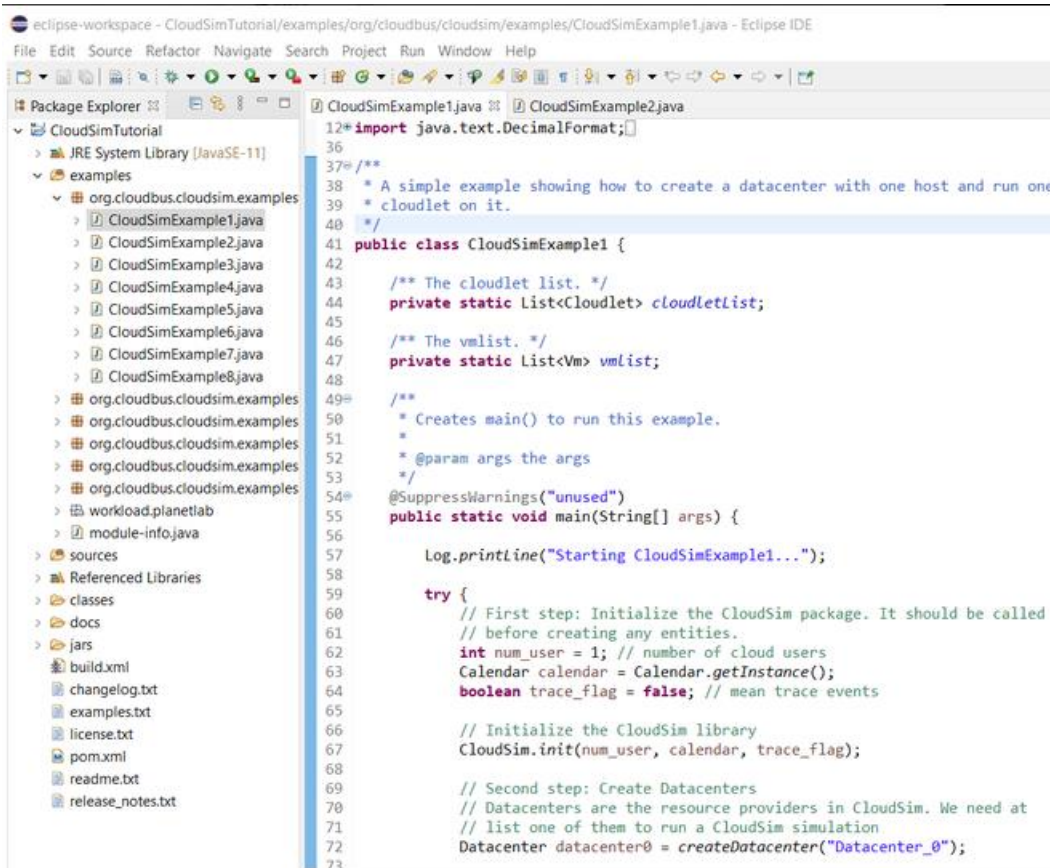 eclipse-workspace - CloudSimTutorial/examples/org/cloudbus/cloudsim/examples/CloudSimExample1.java - Eclipse IDE
File Edit Source Refactor Navigate Search Project Run Window Help
Package Explorer
CloudSimTutorial
JRE System Library [JavaSE-11]
examples
org.cloudbus.cloudsim.examples
CloudSimExample1.java
CloudSimExample2.java
CloudSimExample3.java
CloudSimExample4.java
CloudSimExample5.java
CloudSimExample6.java
CloudSimExample7.java
CloudSimExample8.java
org.cloudbus.cloudsim.examples
org.cloudbus.cloudsim.examples
org.cloudbus.cloudsim.examples
org.cloudbus.cloudsim.examples
org.cloudbus.cloudsim.examples
workload.planetlab
module-info.java
sources
Referenced Libraries
classes
docs
jars
build.xml
changelog.txt
examples.txt
license.txt
pom.xml
readme.txt
release_notes.txt
CloudSimExample1.java CloudSimExample2.java
12 import java.text.DecimalFormat;
36
37 /**
38 * A simple example showing how to create a datacenter with one host and run one
39 * cloudlet on it.
40 */
41 public class CloudSimExample1 {
42
43 /** The cloudlet list. */
44 private static List<Cloudlet> cloudletList;
45
46 /** The vmlist. */
47 private static List<Vm> vmlist;
48
49 /**
50 * Creates main() to run this example.
51 *
52 * @param args the args
53 */
54 @SuppressWarnings("unused")
55 public static void main(String[] args) {
56
57 Log.printLine("Starting CloudSimExample1...");
58
59 try {
60 // First step: Initialize the CloudSim package. It should be called
61 // before creating any entities.
62 int num_user = 1; // number of cloud users
63 Calendar calendar = Calendar.getInstance();
64 boolean trace_flag = false; // mean trace events
65
66 // Initialize the CloudSim library
67 CloudSim.init(num_user, calendar, trace_flag);
68
69 // Second step: Create Datacenters
70 // Datacenters are the resource providers in CloudSim. We need at
71 // list one of them to run a CloudSim simulation
72 Datacenter datacenter0 = createDatacenter("Datacenter_0");
73